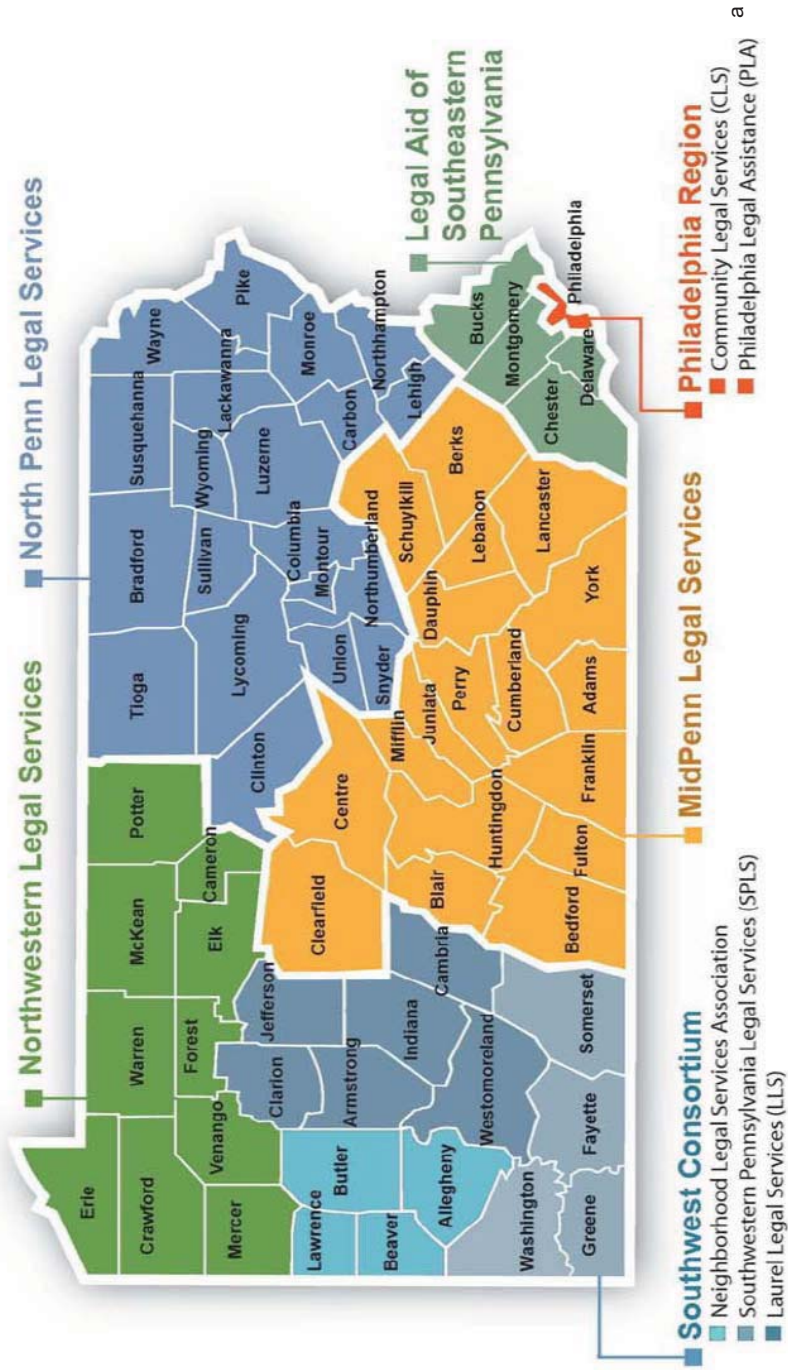 Northwestern Legal Services
North Penn Legal Services
Erie
Crawford
Mercer
Venango
Warren
Forest
McKean
Elk
Potter
Cameron
Tioga
Bradford
Susquehanna
Wayne
Wyoming
Lackawanna
Pike
Sullivan
Lycoming
Clinton
Luzerne
Columbia
Montour
Monroe
Carbon
Northhampton
Lehigh
Union
Snyder
Northumberland
Lawrence
Butler
Beaver
Allegheny
Clarion
Jefferson
Armstrong
Indiana
Cambria
Westomoreland
Washington
Greene
Fayette
Somerset
Clearfield
Centre
Blair
Huntingdon
Mifflin
Juniata
Perry
Dauphin
Schuylkill
Lebanon
Berks
Cumberland
Lancaster
York
Adams
Franklin
Fulton
Bedford
Bucks
Montgomery
Chester
Delaware
Philadelphia
Legal Aid of
Southeastern
Pennsylvania
Southwest Consortium
Neighborhood Legal Services Association
Southwestern Pennsylvania Legal Services (SPLS)
Laurel Legal Services (LLS)
MidPenn Legal Services
Philadelphia Region
Community Legal Services (CLS)
Philadelphia Legal Assistance (PLA)
a